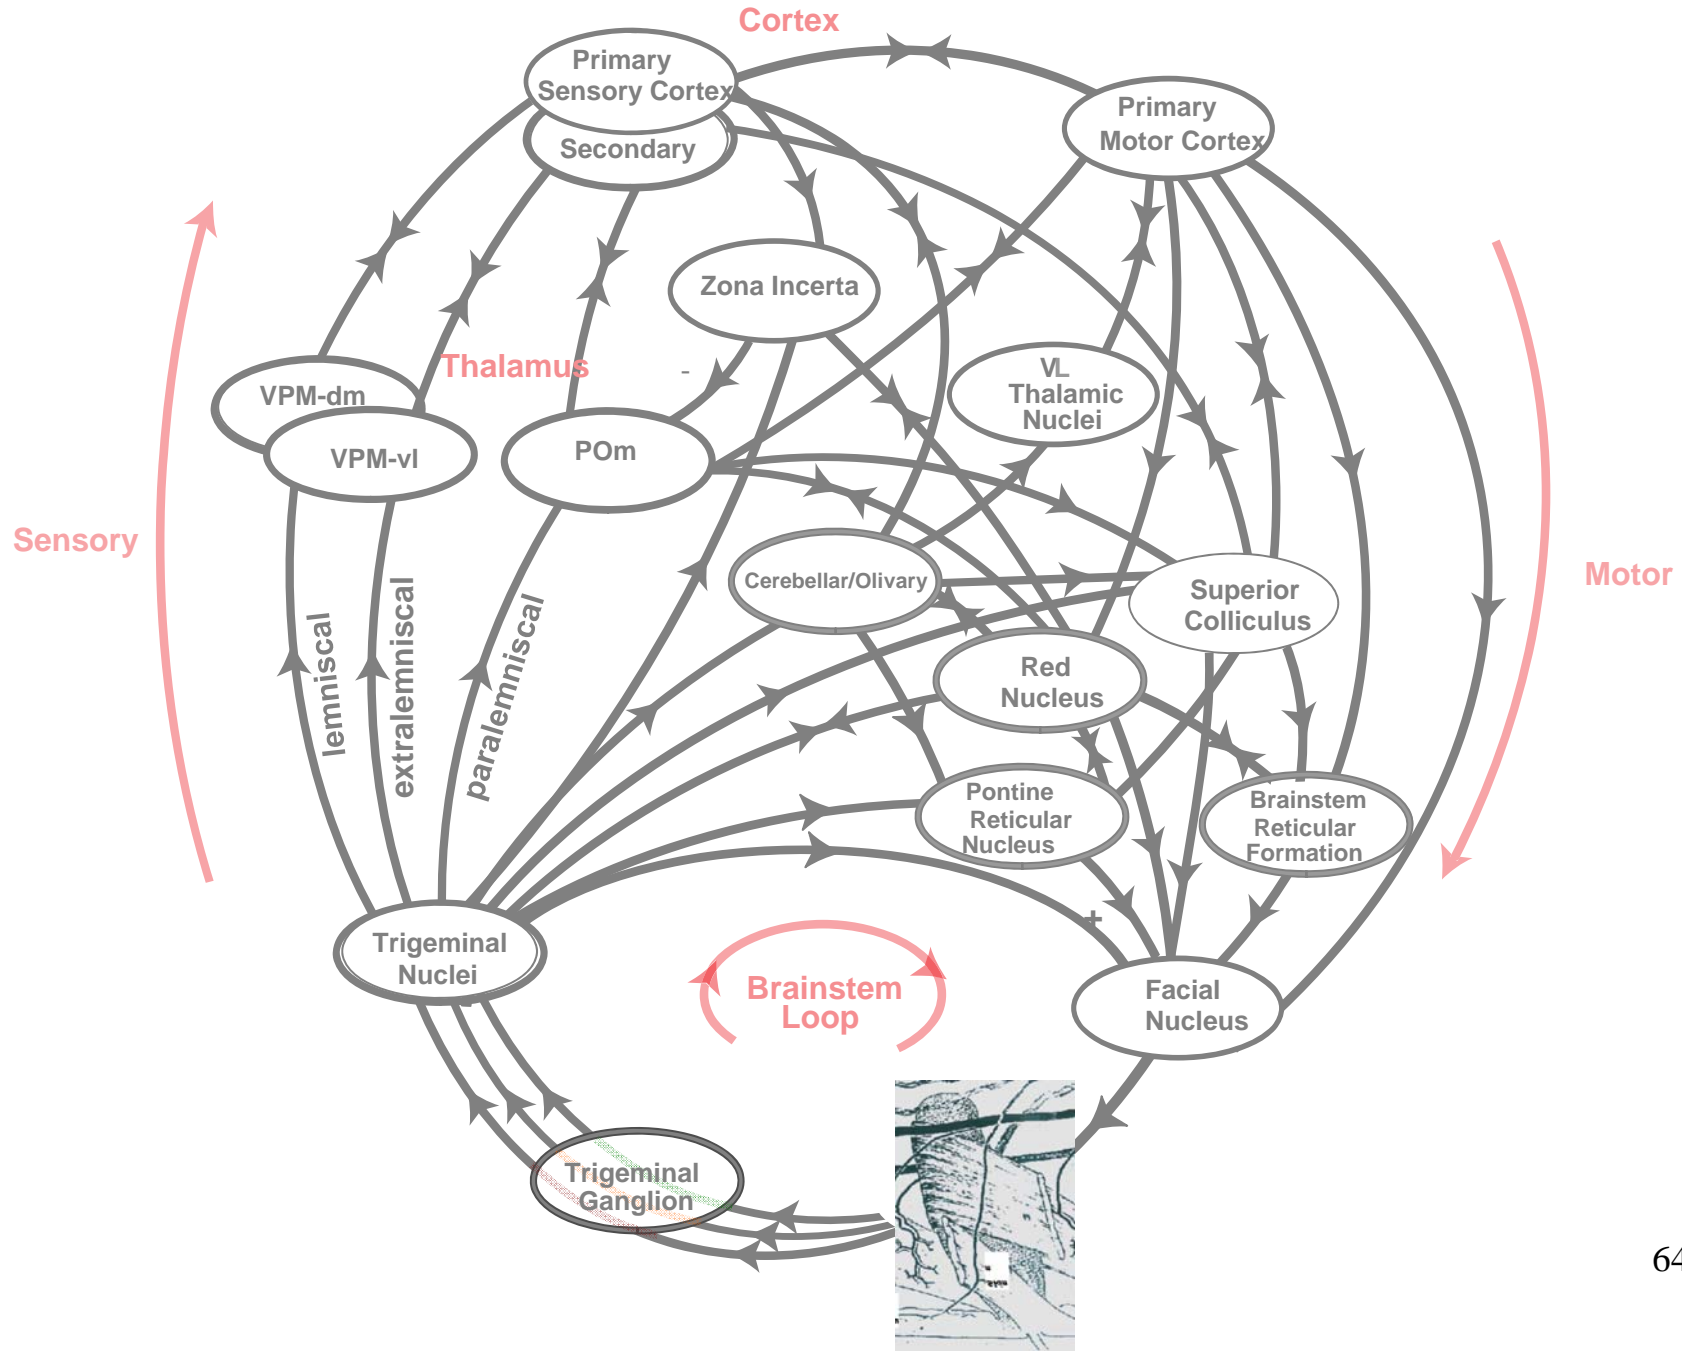 Cortex
Primary
Sensory Cortex
Secondary
Primary
Motor Cortex
Zona Incerta
Thalamus
-
VPM-dm
VPM-vl
POm
VL
Thalamic
Nuclei
Sensory
Motor
lemniscal
extralemniscal
paralemniscal
Cerebellar/Olivary
Superior
Colliculus
Red
Nucleus
Pontine
Reticular
Nucleus
Brainstem
Reticular
Formation
+
Trigeminal
Nuclei
Brainstem
Loop
Facial
Nucleus
Trigeminal
Ganglion
64